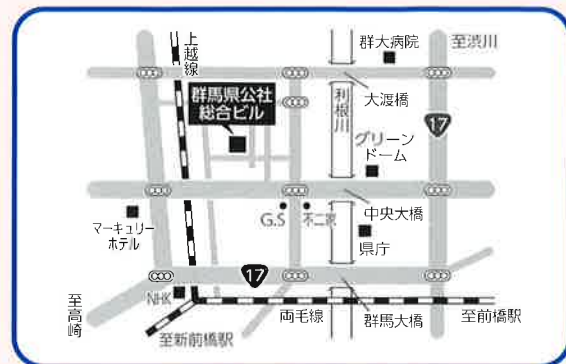 上越線
群大病院
至渋川
大渡橋
群馬県公社
総合ビル
利根川
17
グリーン
ドーム
中央大橋
マーキュリー
ホテル
G.S
不二家
県庁
17
NHK
至高崎
両毛線
群馬大橋
至前橋駅
至新前橋駅